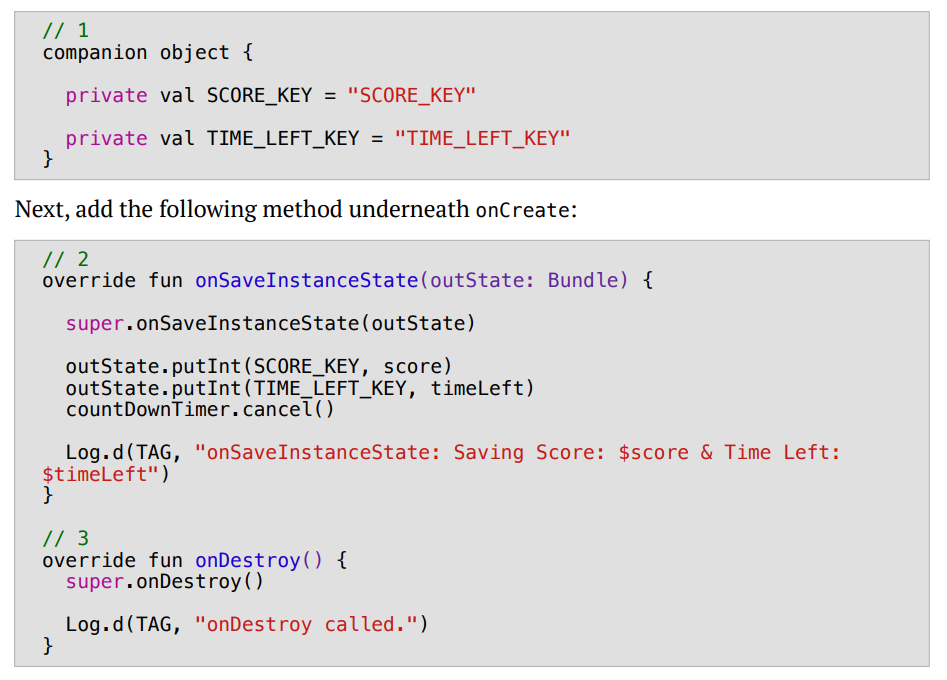 // 1
companion object {
private val SCORE_KEY = "SCORE_KEY"
private val TIME_LEFT_KEY = "TIME_LEFT_KEY"
}
Next, add the following method underneath onCreate:
// 2
override fun onSaveInstanceState(outState: Bundle) {
super.onSaveInstanceState(outState)
outState.putInt(SCORE_KEY, score)
outState.putInt(TIME_LEFT_KEY, timeLeft)
countDownTimer.cancel()
Log.d(TAG, "onSaveInstanceState: Saving Score: $score & Time Left:
$timeLeft")
}
// 3
override fun onDestroy() {
super.onDestroy()
Log.d(TAG, "onDestroy called.")
}